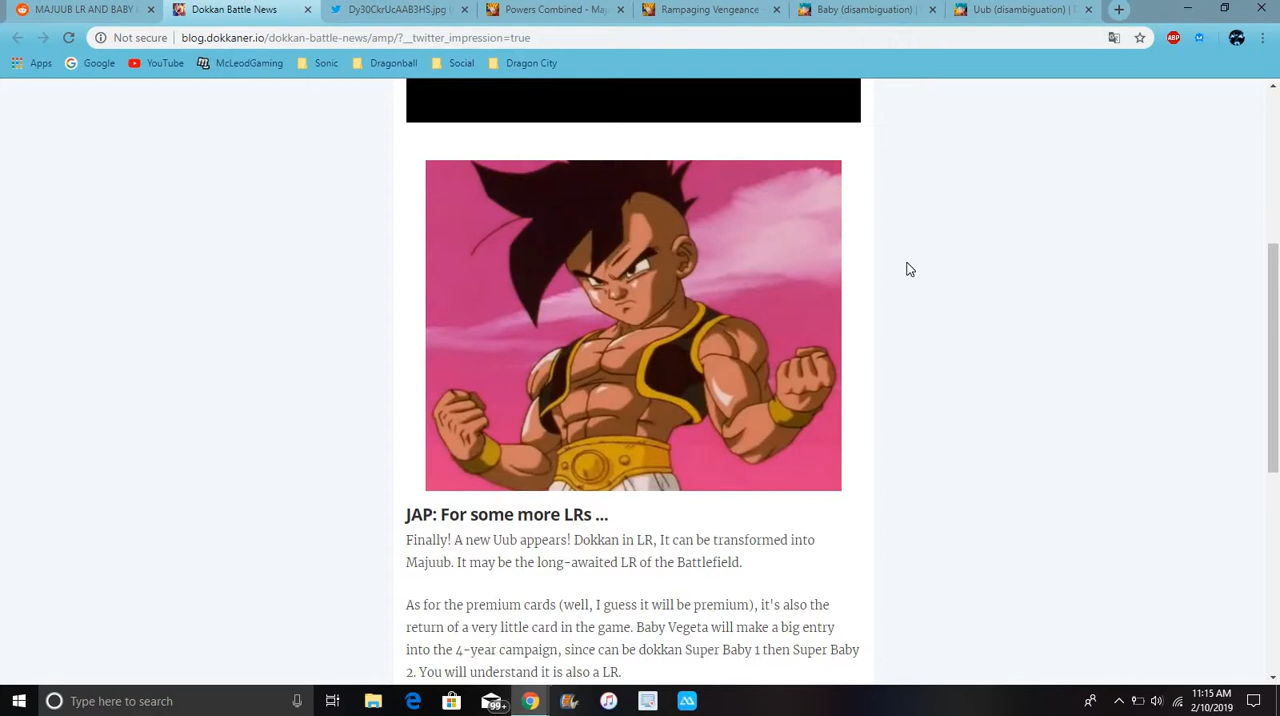 MAJUUB LR AND BABY
Dokkan Battle News
Dy30CkrUcAAB3HS.jpg
Powers Combined - Maj
Rampaging Vengeance
Baby (disambiguation)
Uub (disambiguation) |
Not secure
blog.dokkaner.io/dokkan-battle-news/amp/?__twitter_impression=true
ABP
Apps
Google
YouTube
McLeodGaming
Sonic
Dragonball
Social
Dragon City
JAP: For some more LRs ...
Finally! A new Uub appears! Dokkan in LR, It can be transformed into
Majuub. It may be the long-awaited LR of the Battlefield.
As for the premium cards (well, I guess it will be premium), it's also the
return of a very little card in the game. Baby Vegeta will make a big entry
into the 4-year campaign, since can be dokkan Super Baby 1 then Super Baby
2. You will understand it is also a LR.
Type here to search
99+
11:15 AM
2/10/2019